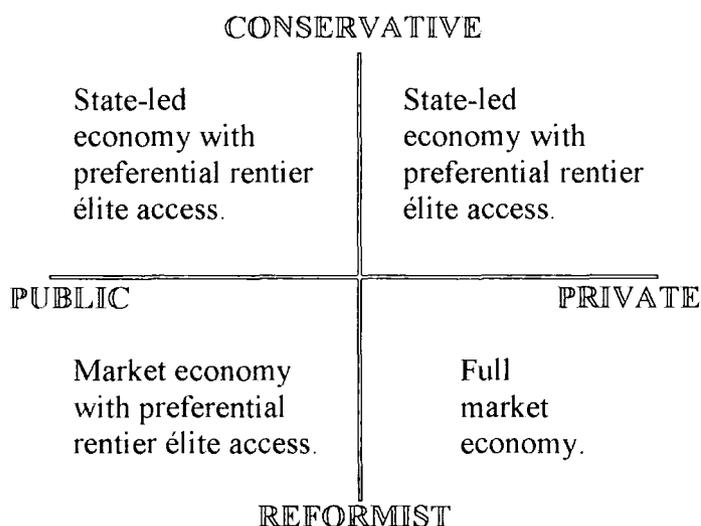 CONSERVATIVE
State-led
economy with
preferential rentier
élite access.
State-led
economy with
preferential rentier
élite access.
PUBLIC
PRIVATE
Market economy
with preferential
rentier élite access.
Full
market
economy.
REFORMIST